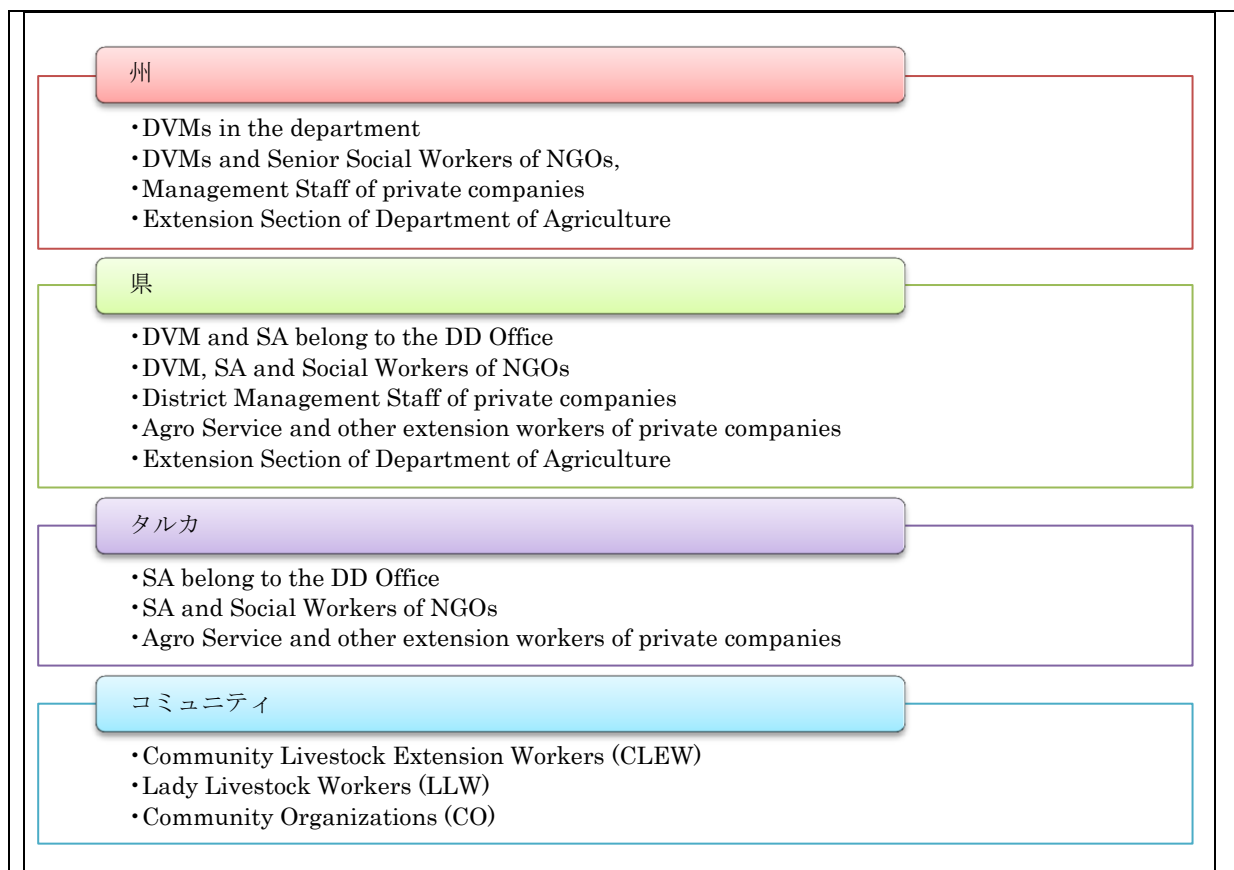 州
・DVMs in the department
・DVMs and Senior Social Workers of NGOs,
・Management Staff of private companies
・Extension Section of Department of Agriculture
県
・DVM and SA belong to the DD Office
・DVM, SA and Social Workers of NGOs
・District Management Staff of private companies
・Agro Service and other extension workers of private companies
・Extension Section of Department of Agriculture
タルカ
・SA belong to the DD Office
・SA and Social Workers of NGOs
・Agro Service and other extension workers of private companies
コミュニティ
・Community Livestock Extension Workers (CLEW)
・Lady Livestock Workers (LLW)
・Community Organizations (CO)